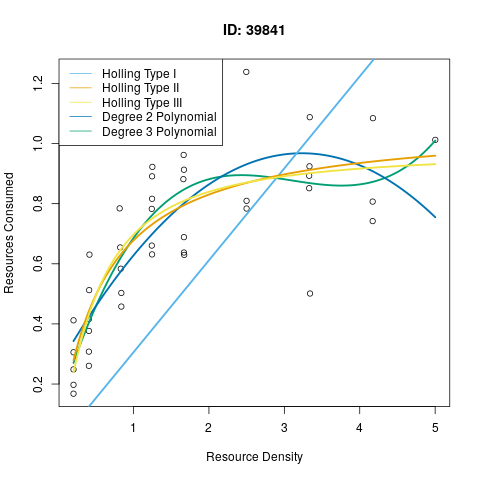 ID: 39841
Holling Type I
Holling Type II
Holling Type III
Degree 2 Polynomial
Degree 3 Polynomial
Resources Consumed
0.2
0.4
0.6
0.8
1.0
1.2
1
2
3
4
5
Resource Density